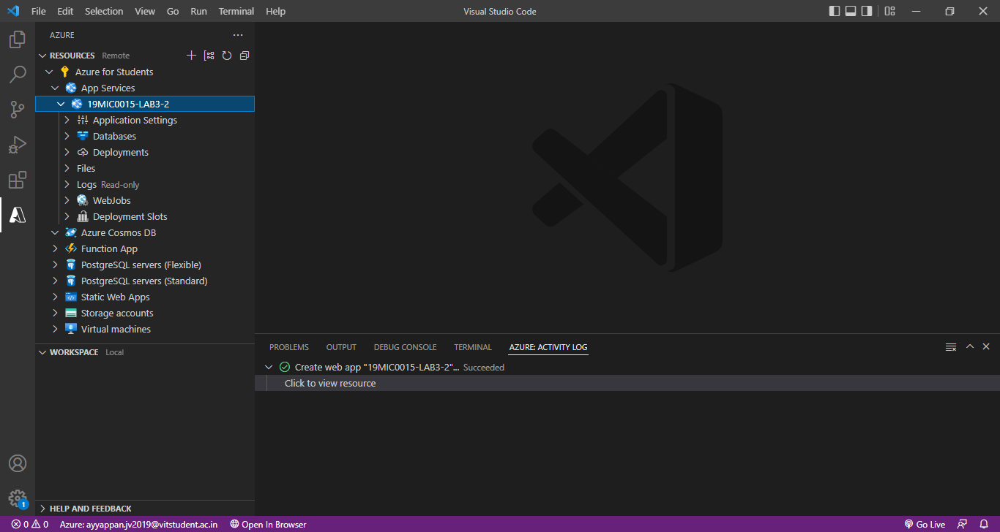 File Edit Selection View Go Run Terminal Help Visual Studio Code
AZURE
RESOURCES Remote
Azure for Students
App Services
19MIC0015-LAB3-2
Application Settings
Databases
Deployments
Files
Logs Read-only
WebJobs
Deployment Slots
Azure Cosmos DB
Function App
PostgreSQL servers (Flexible)
PostgreSQL servers (Standard)
Static Web Apps
Storage accounts
Virtual machines
WORKSPACE Local
PROBLEMS OUTPUT DEBUG CONSOLE TERMINAL AZURE: ACTIVITY LOG
Create web app "19MIC0015-LAB3-2"... Succeeded
Click to view resource
1
HELP AND FEEDBACK
0 0 Azure: ayyappan.jv2019@vitstudent.ac.in Open In Browser Go Live